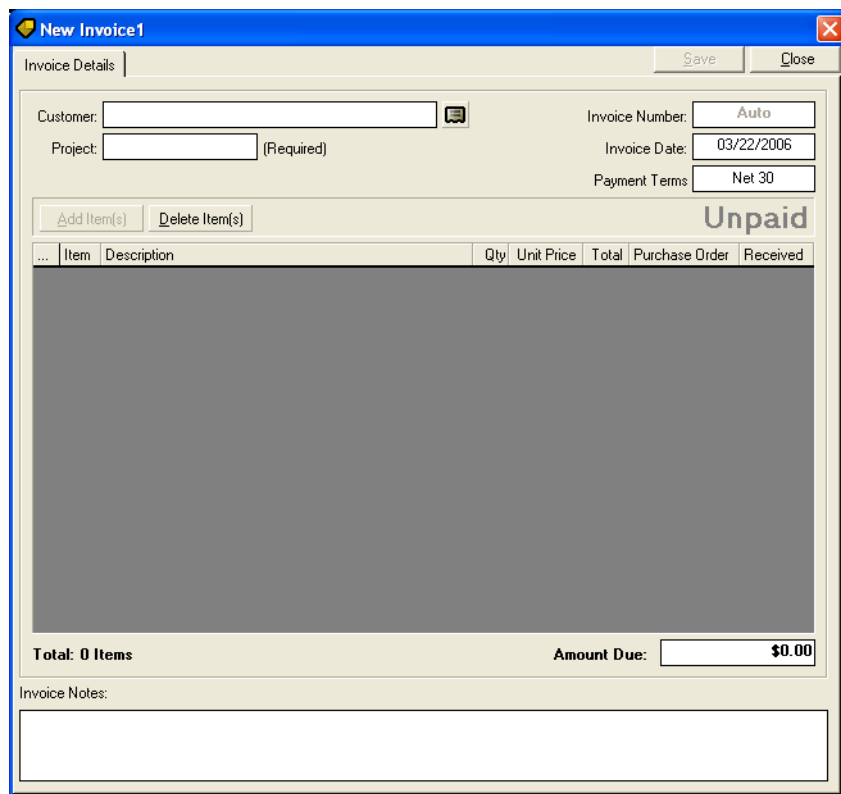 New Invoice1
Invoice Details
Save
Close
Customer:
Invoice Number: Auto
Project: (Required)
Invoice Date: 03/22/2006
Payment Terms Net 30
Add Item(s) Delete Item(s) Unpaid
... Item Description Qty Unit Price Total Purchase Order Received
Total: 0 Items Amount Due: $0.00
Invoice Notes: